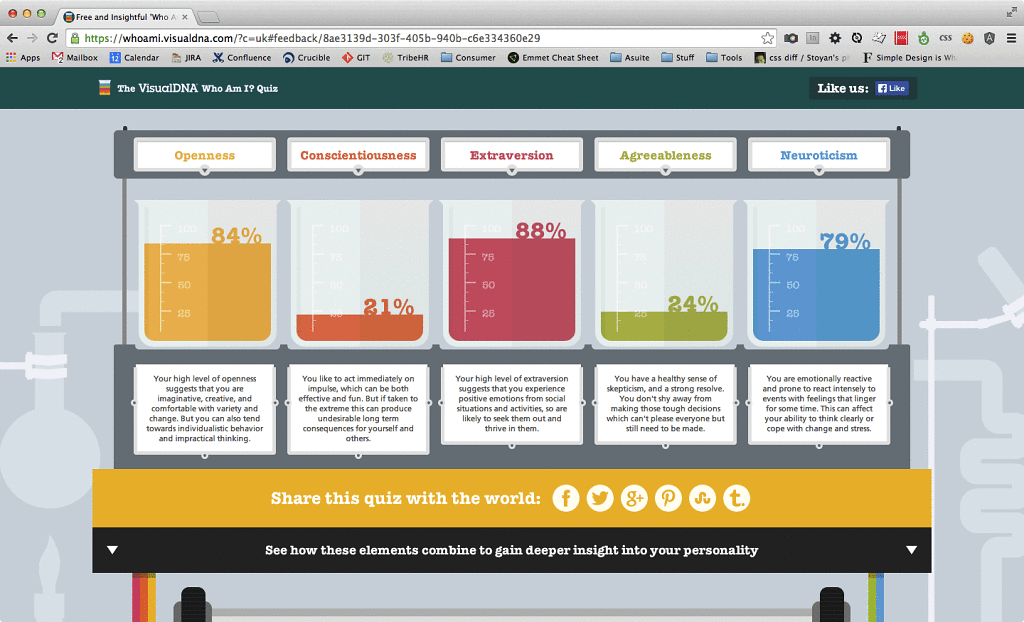 Free and Insightful "Who A
https://whoami.visualdna.com/?c=uk#feedback/8ae3139d-303f-405b-940b-c6e334360e29
Apps Mailbox 12 Calendar JIRA Confluence Crucible GIT TribeHR Consumer Emmet Cheat Sheet Asuite Stuff Tools css diff / Stoyan's Simple Design is
CSS
The VisualDNA Who Am I? Quiz
Like us: Like
Openness Conscientiousness Extraversion Agreeableness Neuroticism
84% 21% 88% 24% 79%
100 100 100 100 100
75 75 75 75 75
50 50 50 50 50
25 25 25 25 25
Your high level of openness
suggests that you are
imaginative, creative, and
comfortable with variety and
change. But you can also tend
towards individualistic behavior
and impractical thinking.
You like to act immediately on
impulse, which can be both
effective and fun. But if taken to
the extreme this can produce
undesirable long term
consequences for yourself and
others.
Your high level of extraversion
suggests that you experience
positive emotions from social
situations and activities, so are
likely to seek them out and
thrive in them.
You have a healthy sense of
skepticism, and a strong resolve.
You don't shy away from
making those tough decisions
which can't please everyone but
still need to be made.
You are emotionally reactive
and prone to react intensely to
events with feelings that linger
for some time. This can affect
your ability to think clearly or
cope with change and stress.
Share this quiz with the world:
See how these elements combine to gain deeper insight into your personality